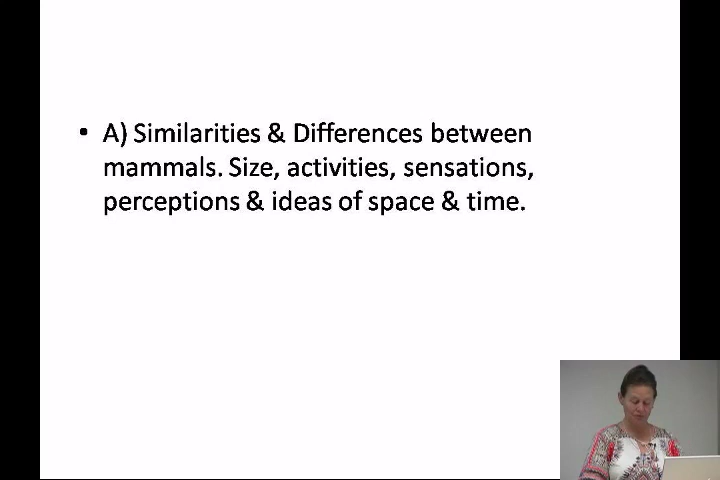 • A) Similarities & Differences between
mammals. Size, activities, sensations,
perceptions & ideas of space & time.